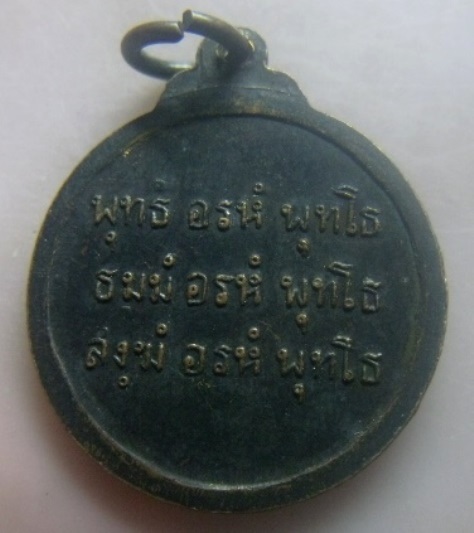 พุทธํ อรหํ พุทโธ
ธมมํ อรหํ พุทโธ
สงฺฆํ อรหํ พุทโธ